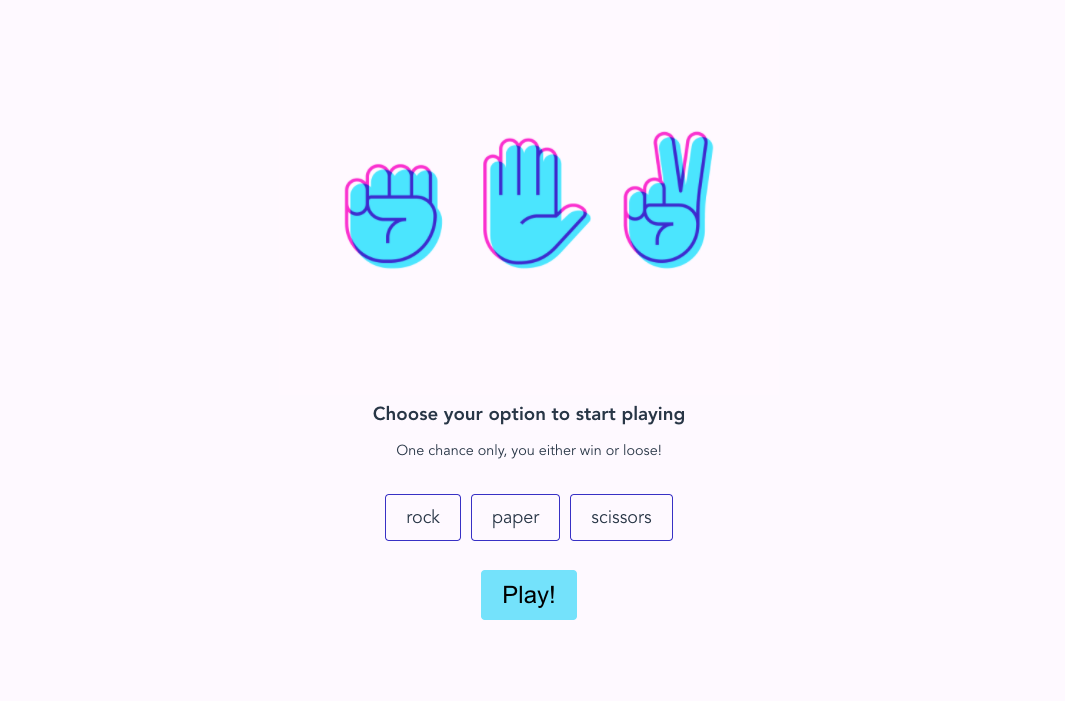 Choose your option to start playing
One chance only, you either win or loose!
rock
paper
scissors
Play!